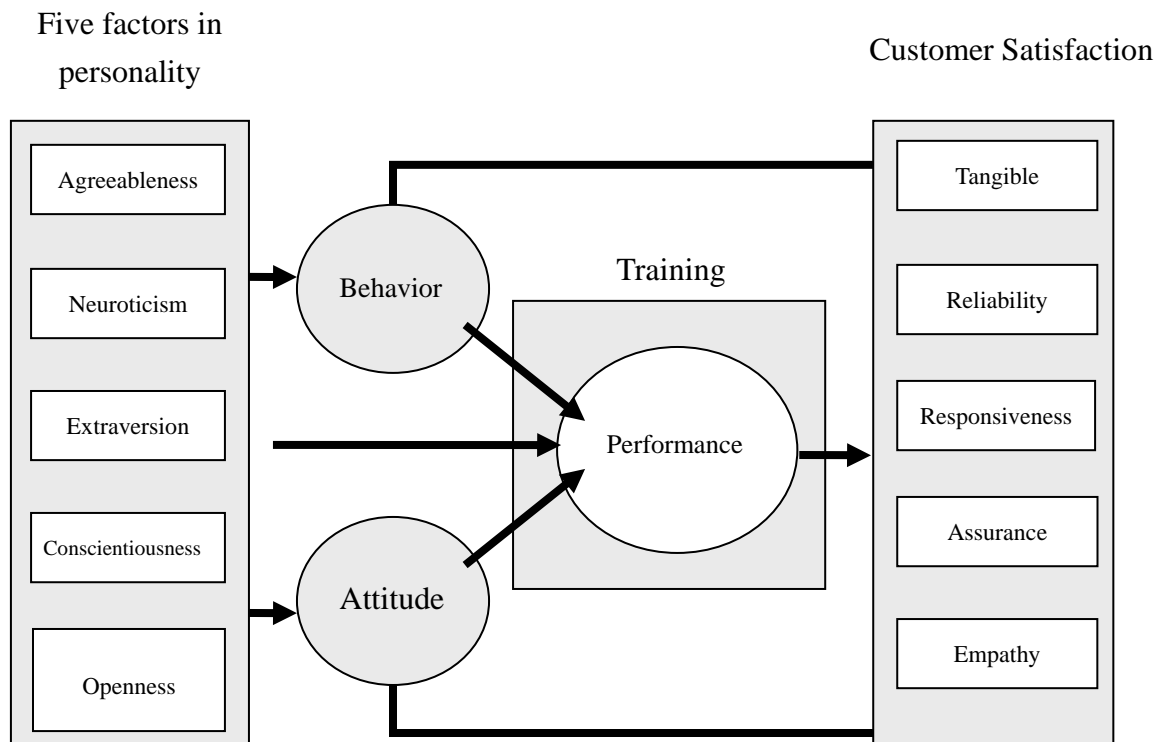 Five factors in
personality
Agreeableness
Neuroticism
Extraversion
Conscientiousness
Openness
Behavior
Attitude
Training
Performance
Customer Satisfaction
Tangible
Reliability
Responsiveness
Assurance
Empathy